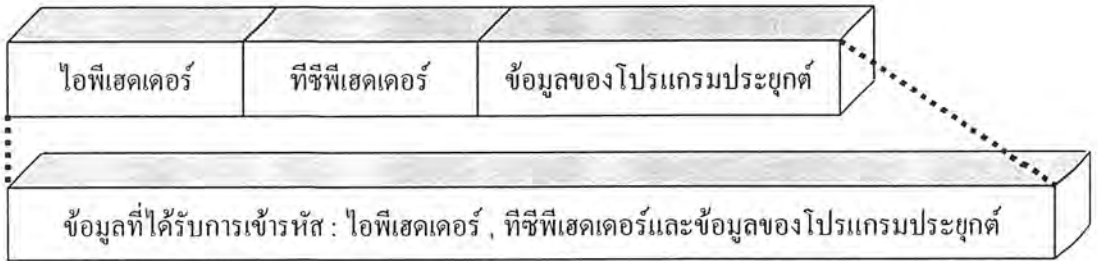 ไอพีเฮดเดอร์ ทีซีพีเฮดเดอร์ ข้อมูลของโปรแกรมประยุกต์
ข้อมูลที่ได้รับการเข้ารหัส : ไอพีเฮดเดอร์ , ทีซีพีเฮดเดอร์และข้อมูลของโปรแกรมประยุกต์